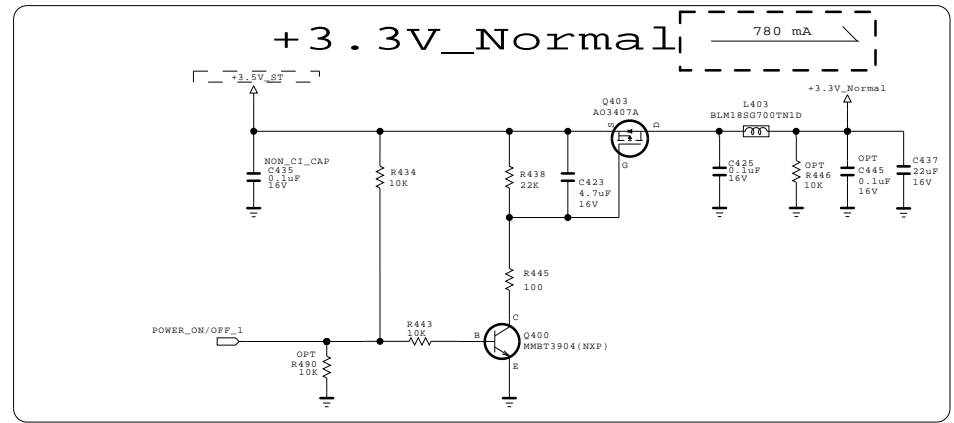 +3.3V_Normal
780 mA
+3.5V_ST
+3.3V_Normal
Q403
AO3407A
L403
BLM18SG700TN1D
S
D
G
NON_CI_CAP
C435
0.1uF
16V
R434
10K
R438
22K
C423
4.7uF
16V
C425
0.1uF
16V
OPT
R446
10K
OPT
C445
0.1uF
16V
C437
22uF
16V
R445
100
POWER_ON/OFF_1
R443
10K
B
C
E
Q400
MMBT3904(NXP)
OPT
R490
10K